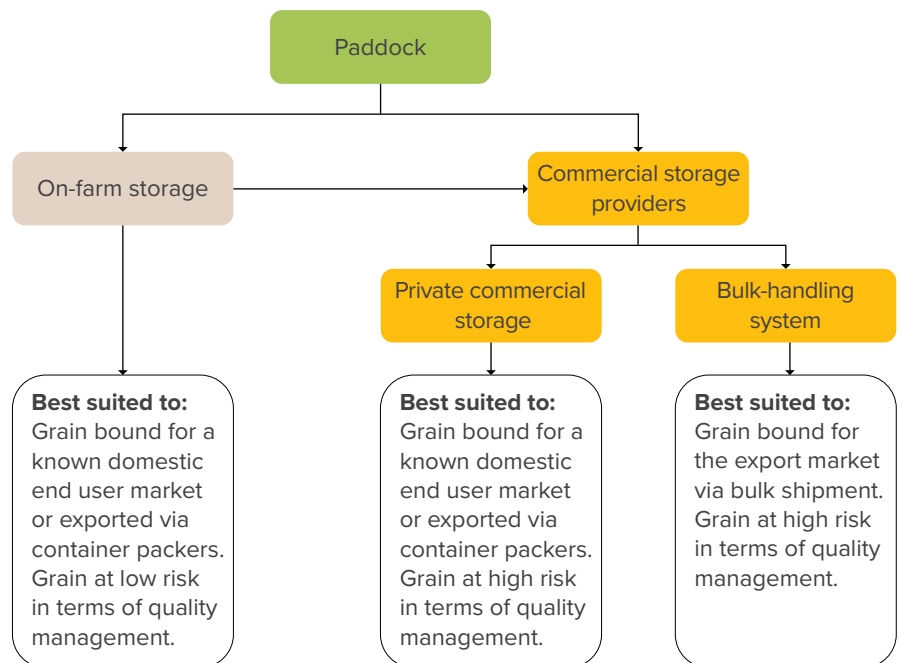 Paddock
On-farm storage
Commercial storage
providers
Private commercial
storage
Bulk-handling
system
Best suited to:
Grain bound for a
known domestic
end user market
or exported via
container packers.
Grain at low risk
in terms of quality
management.
Best suited to:
Grain bound for a
known domestic
end user market
or exported via
container packers.
Grain at high risk
in terms of quality
management.
Best suited to:
Grain bound for
the export market
via bulk shipment.
Grain at high risk
in terms of quality
management.